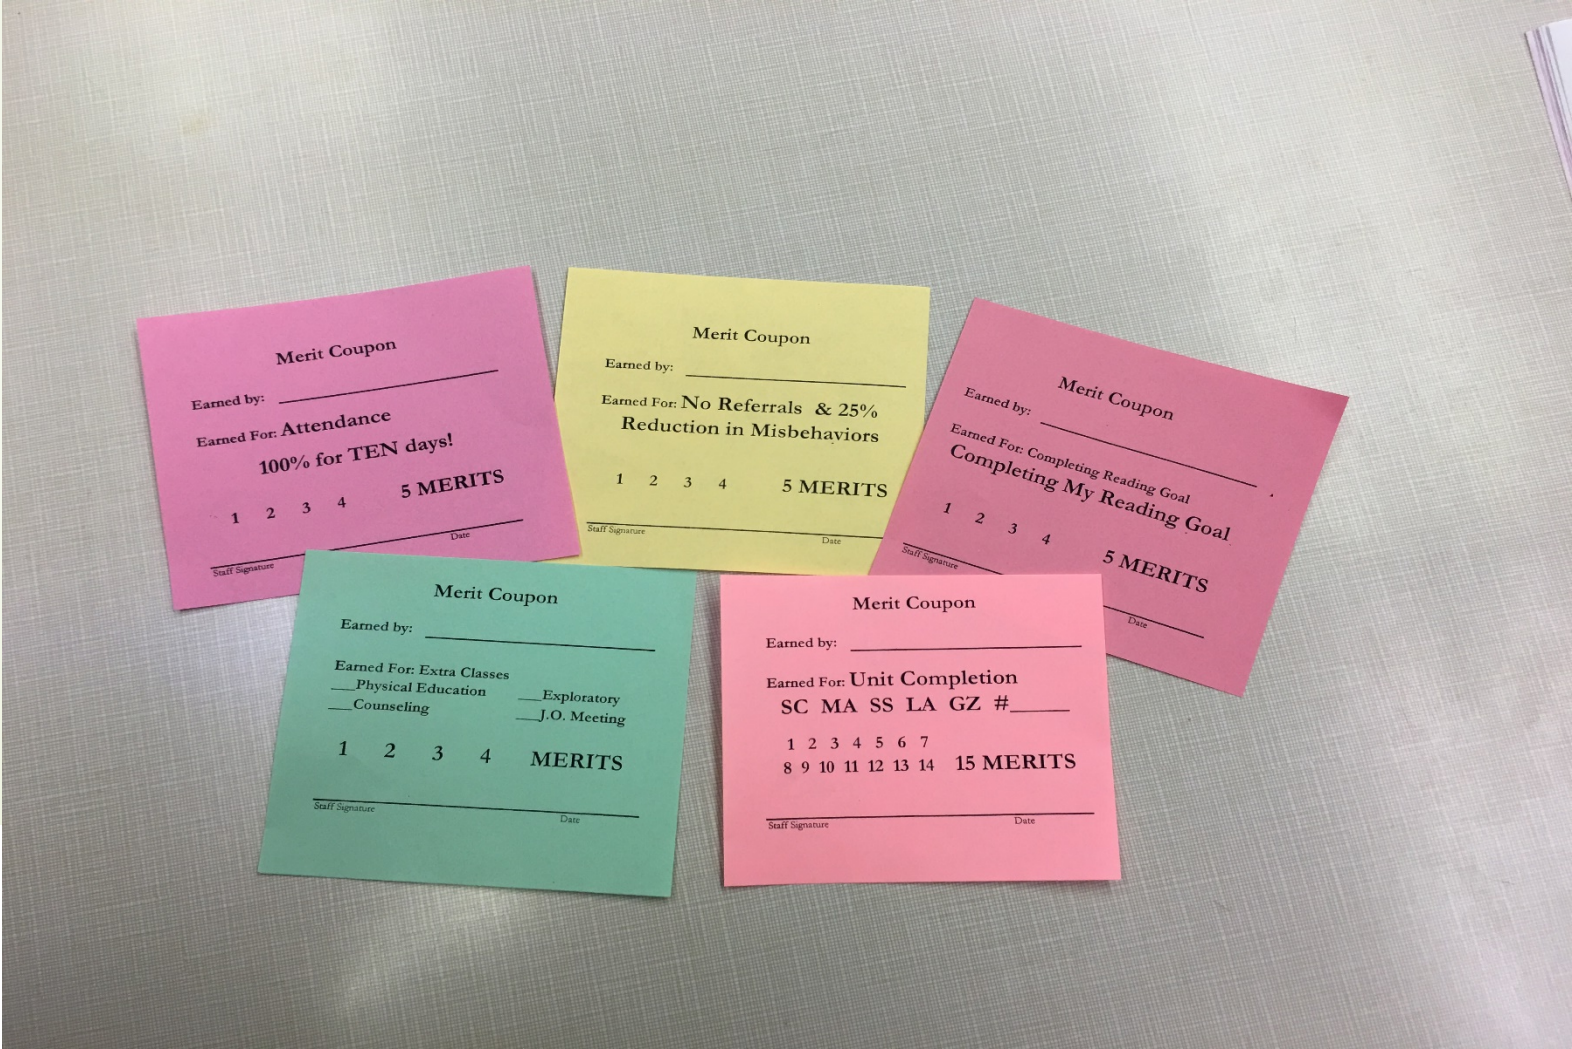 Merit Coupon
Earned by: ____________
Earned For: Attendance
100% for TEN days!
1 2 3 4 5 MERITS
Staff Signature Date
Merit Coupon
Earned by: ____________
Earned For: No Referrals & 25%
Reduction in Misbehaviors
1 2 3 4 5 MERITS
Staff Signature Date
Merit Coupon
Earned by: ____________
Earned For: Completing Reading Goal
Completing My Reading Goal
1 2 3 4 5 MERITS
Staff Signature Date
Merit Coupon
Earned by: ____________
Earned For: Extra Classes
__Physical Education __Exploratory
__Counseling __J.O. Meeting
1 2 3 4 MERITS
Staff Signature Date
Merit Coupon
Earned by: ____________
Earned For: Unit Completion
SC MA SS LA GZ #_____
1 2 3 4 5 6 7
8 9 10 11 12 13 14 15 MERITS
Staff Signature Date